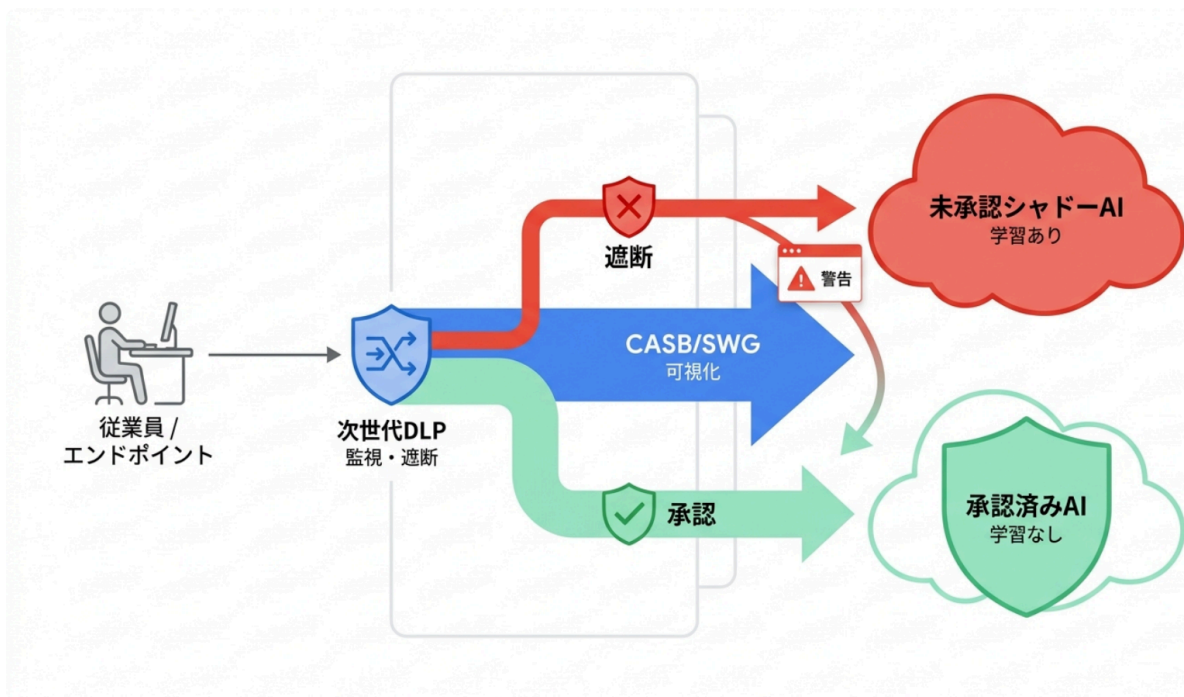 従業員 /
エンドポイント
次世代DLP
監視・遮断
遮断
CASB/SWG
可視化
承認
警告
未承認シャドーAI
学習あり
承認済みAI
学習なし